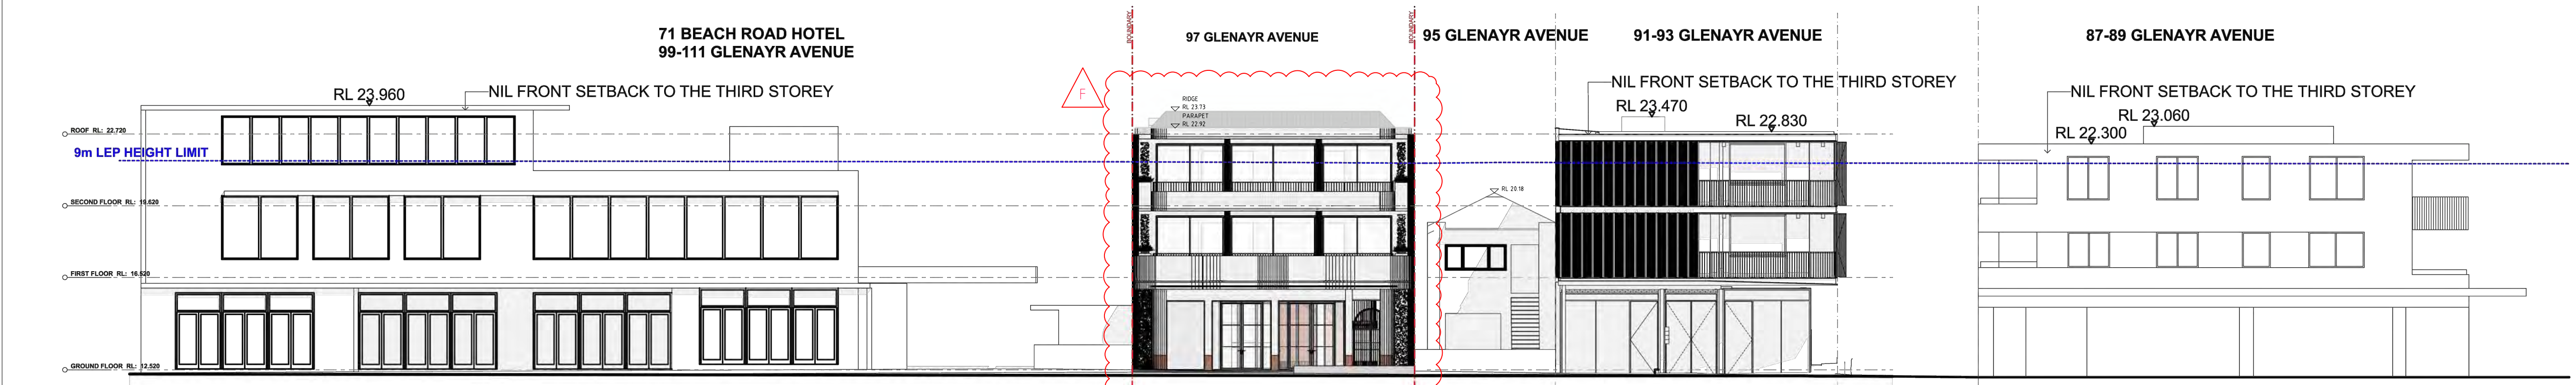 71 BEACH ROAD HOTEL
99-111 GLENAYR AVENUE
BOUNDARY
97 GLENAYR AVENUE
BOUNDARY
95 GLENAYR AVENUE
91-93 GLENAYR AVENUE
87-89 GLENAYR AVENUE
RL 23.960
NIL FRONT SETBACK TO THE THIRD STOREY
F
RIDGE
RL 23.73
PARAPET
RL 22.92
NIL FRONT SETBACK TO THE THIRD STOREY
RL 23.470
RL 22.830
NIL FRONT SETBACK TO THE THIRD STOREY
RL 23.060
RL 22.300
ROOF RL: 22.720
9m LEP HEIGHT LIMIT
RL 20.18
SECOND FLOOR RL: 19.620
FIRST FLOOR RL: 16.520
GROUND FLOOR RL: 12.520